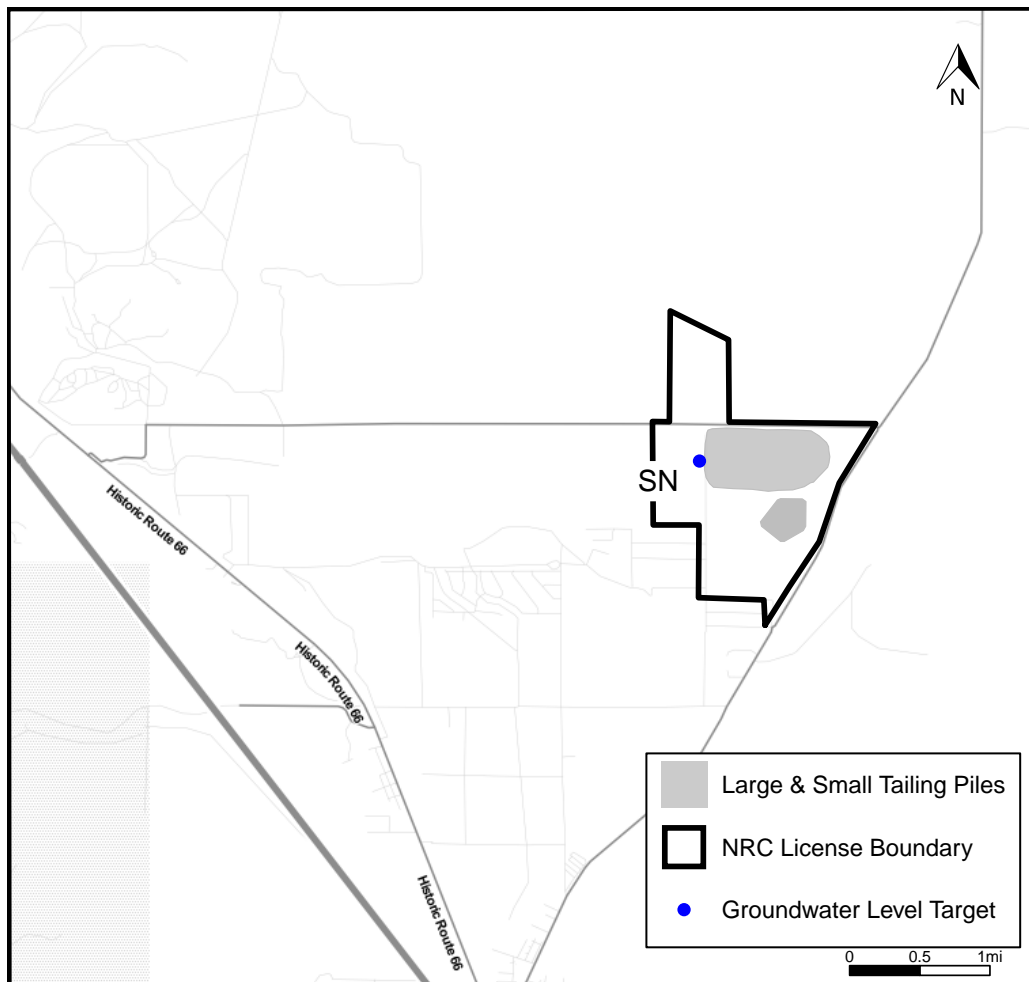 N
SN
Historic Route 66
Historic Route 66
Historic Route 66
Large & Small Tailing Piles
NRC License Boundary
Groundwater Level Target
0 0.5 1mi